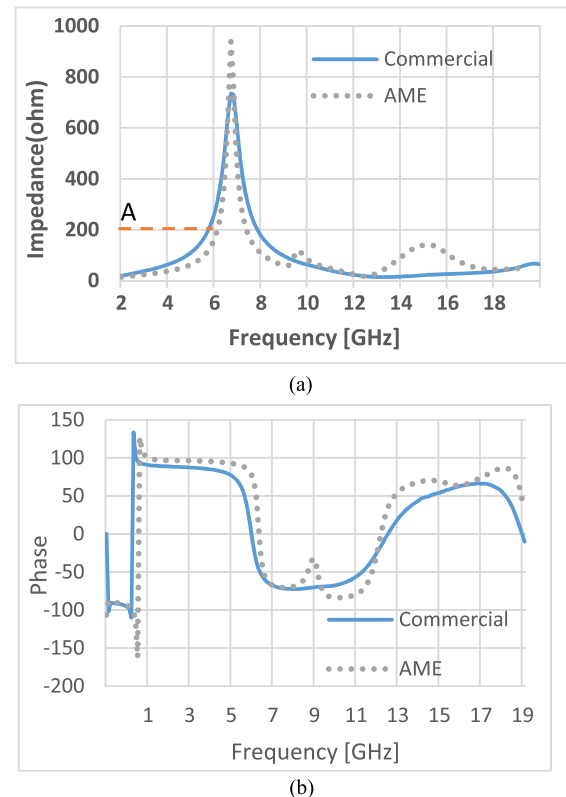 1000
Commercial
800
AME
600
400
A
200
0
Impedance(ohm)
2 4 6 8 10 12 14 16 18
Frequency [GHz]
(a)
150
100
50
0
-50
-100
-150
-200
Phase
Commercial
AME
1 3 5 7 9 11 13 15 17 19
Frequency [GHz]
(b)